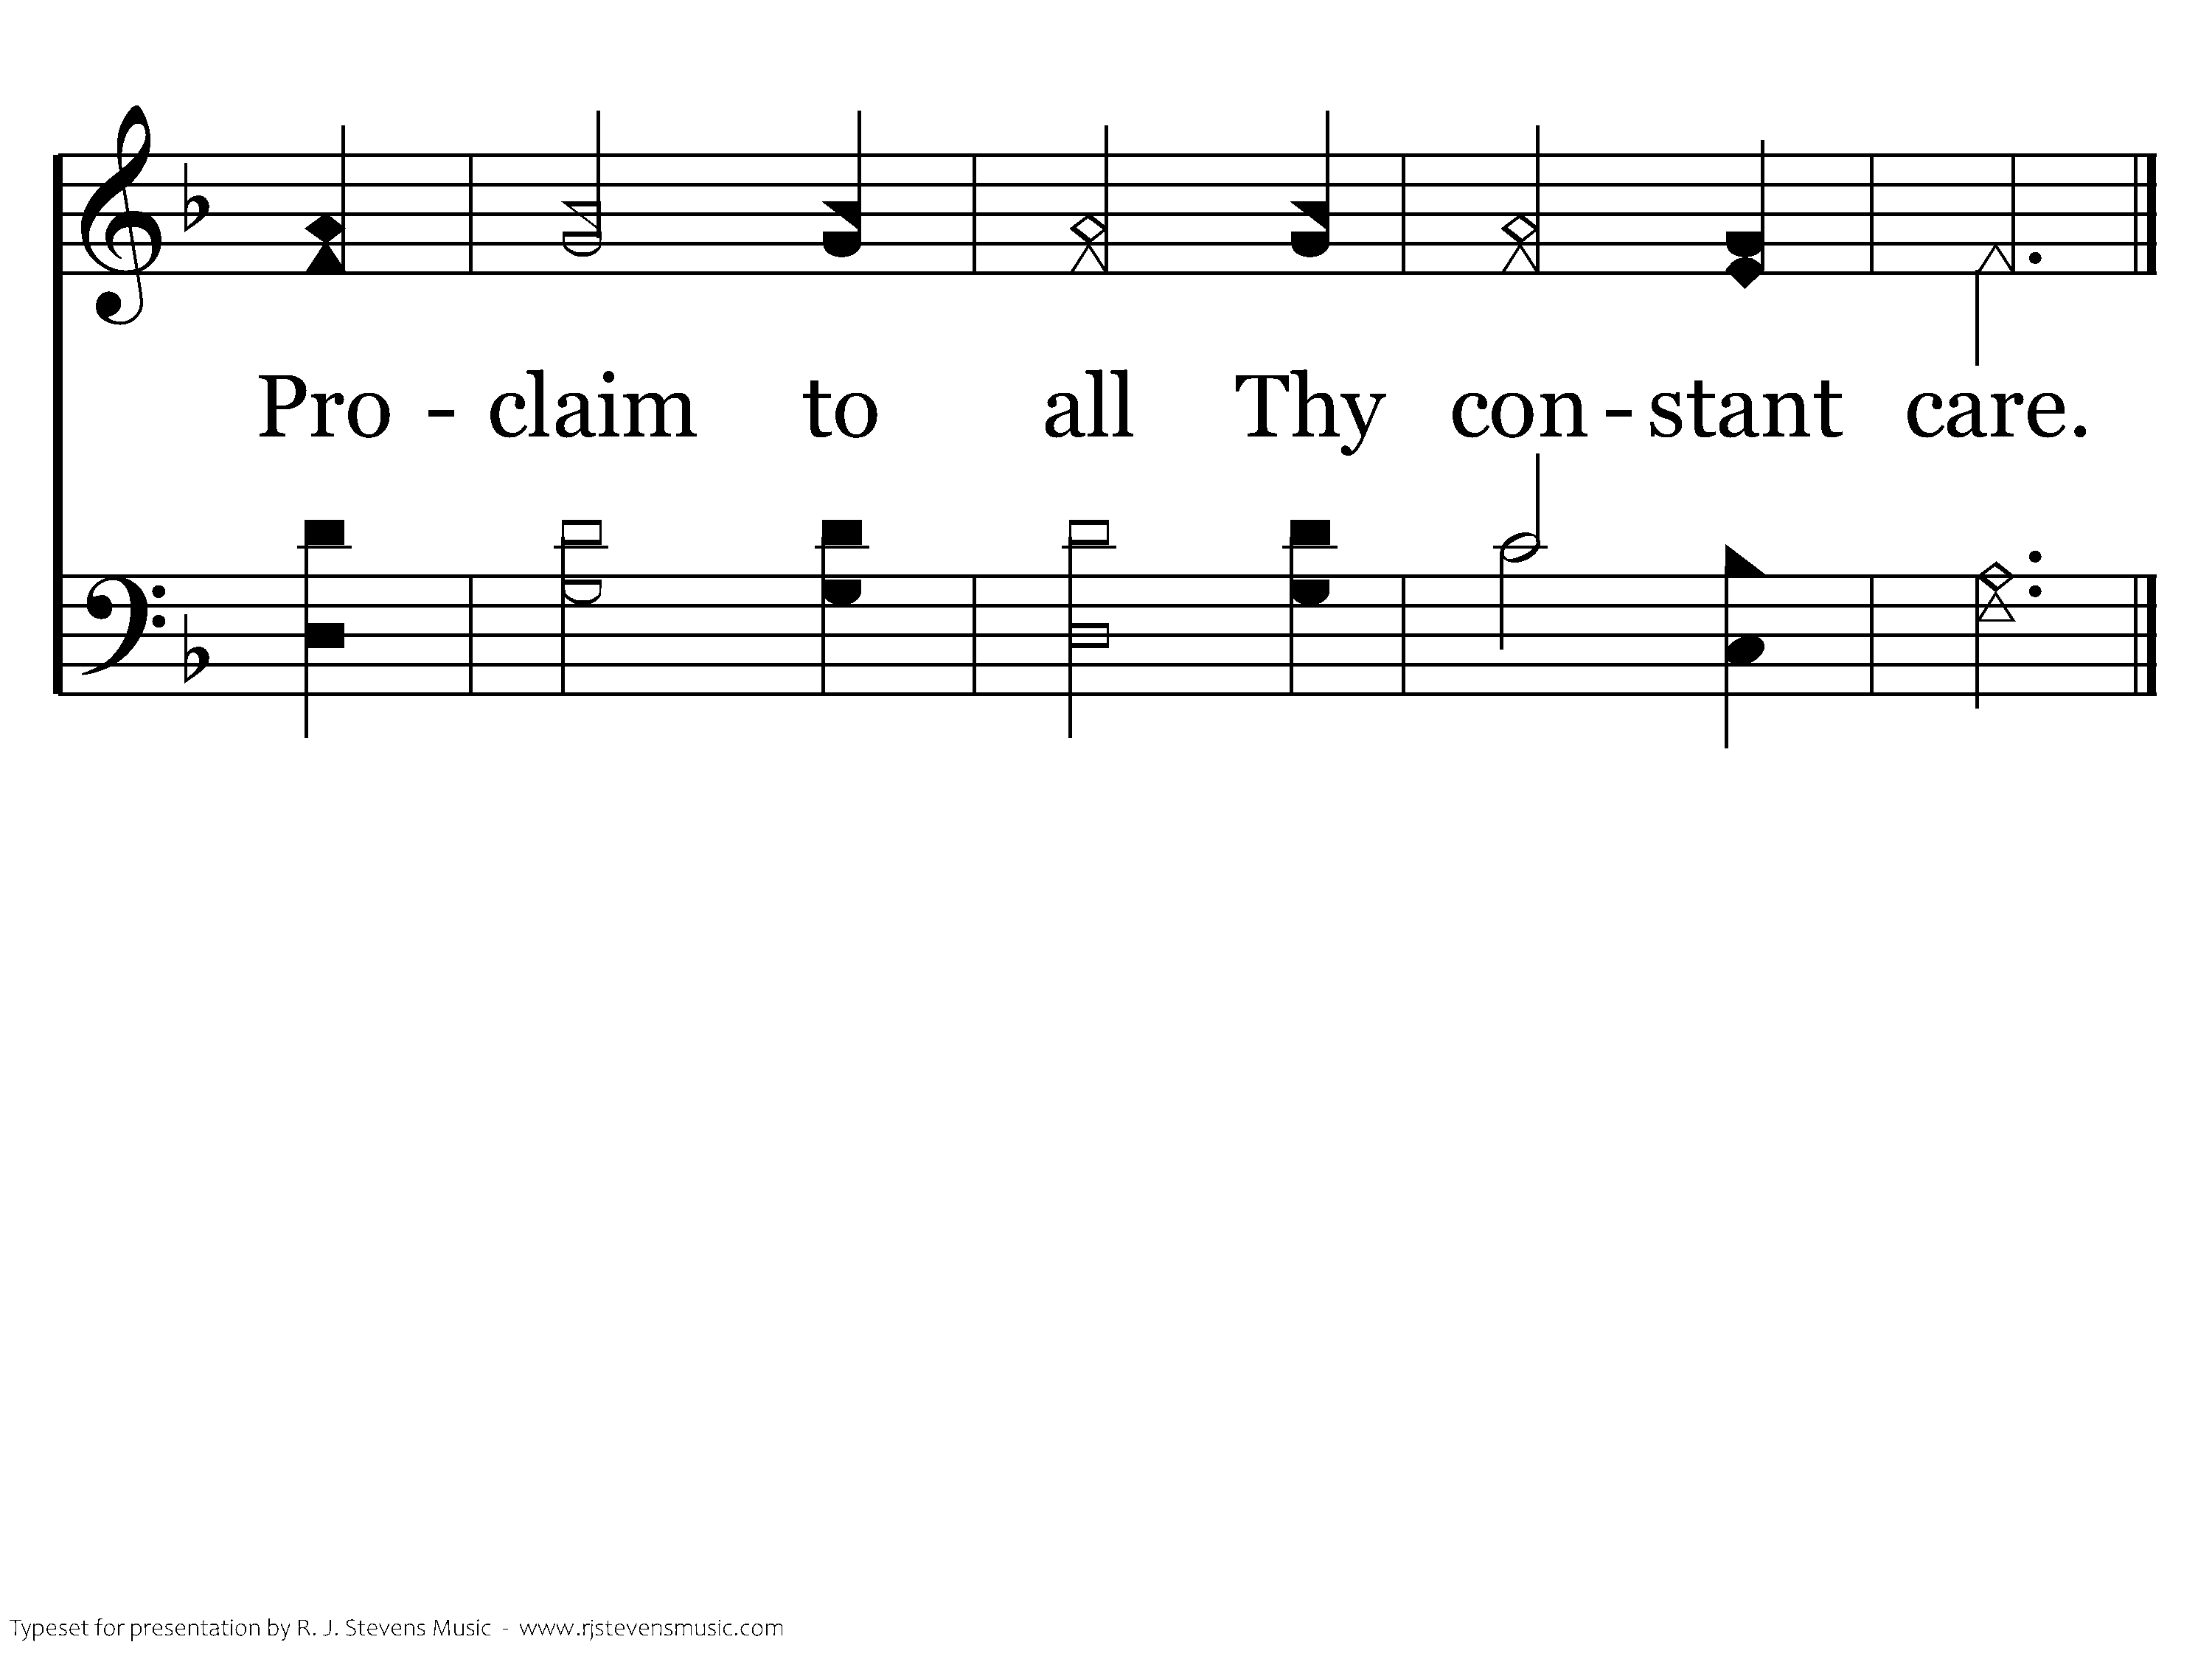 Pro - claim to all Thy con - stant care.
Typeset for presentation by R. J. Stevens Music - www.rjstevensmusic.com